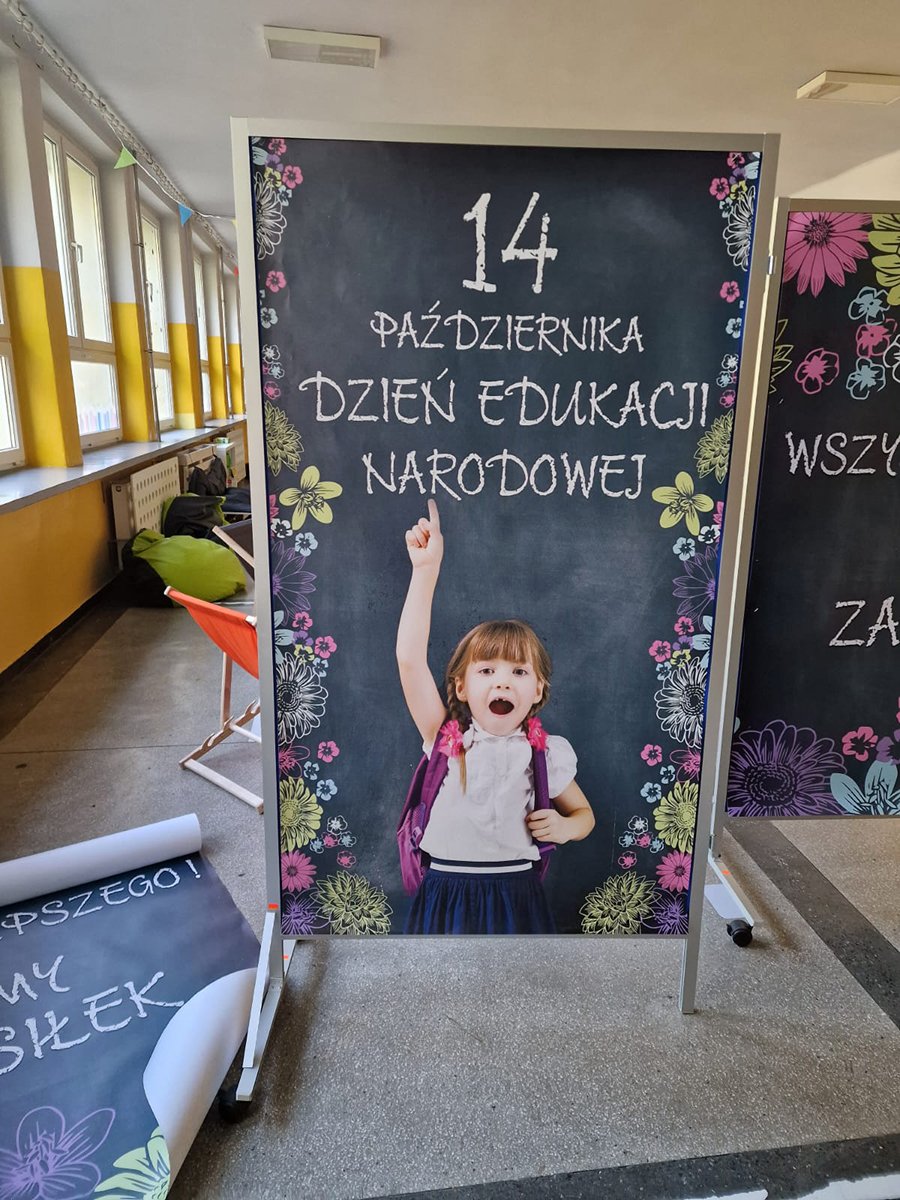 14
PAŹDZIERNIKA
DZIEŃ EDUKACJI
NARODOWEJ
WSZY
ZA
PSZEGO!
MY
SIŁEK